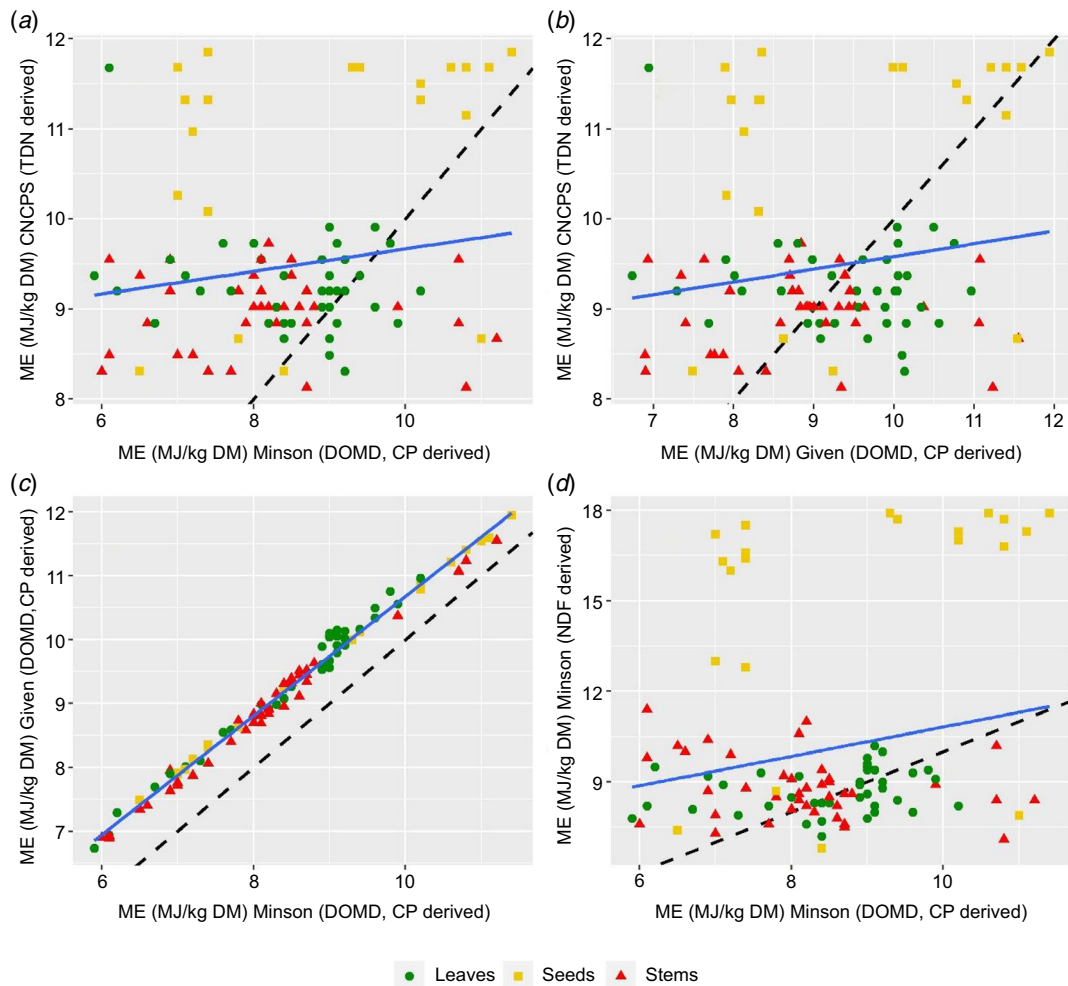 (a)
12
11
10
9
8
6
8
10
ME (MJ/kg DM) CNCPS (TDN derived)
ME (MJ/kg DM) Minson (DOMD, CP derived)
(b)
12
11
10
9
8
7
8
9
10
11
12
ME (MJ/kg DM) CNCPS (TDN derived)
ME (MJ/kg DM) Given (DOMD, CP derived)
(c)
12
11
10
9
8
7
6
8
10
ME (MJ/kg DM) Given (DOMD,CP derived)
ME (MJ/kg DM) Minson (DOMD, CP derived)
(d)
18
15
12
9
6
8
10
ME (MJ/kg DM) Minson (NDF derived)
ME (MJ/kg DM) Minson (DOMD, CP derived)
Leaves Seeds Stems